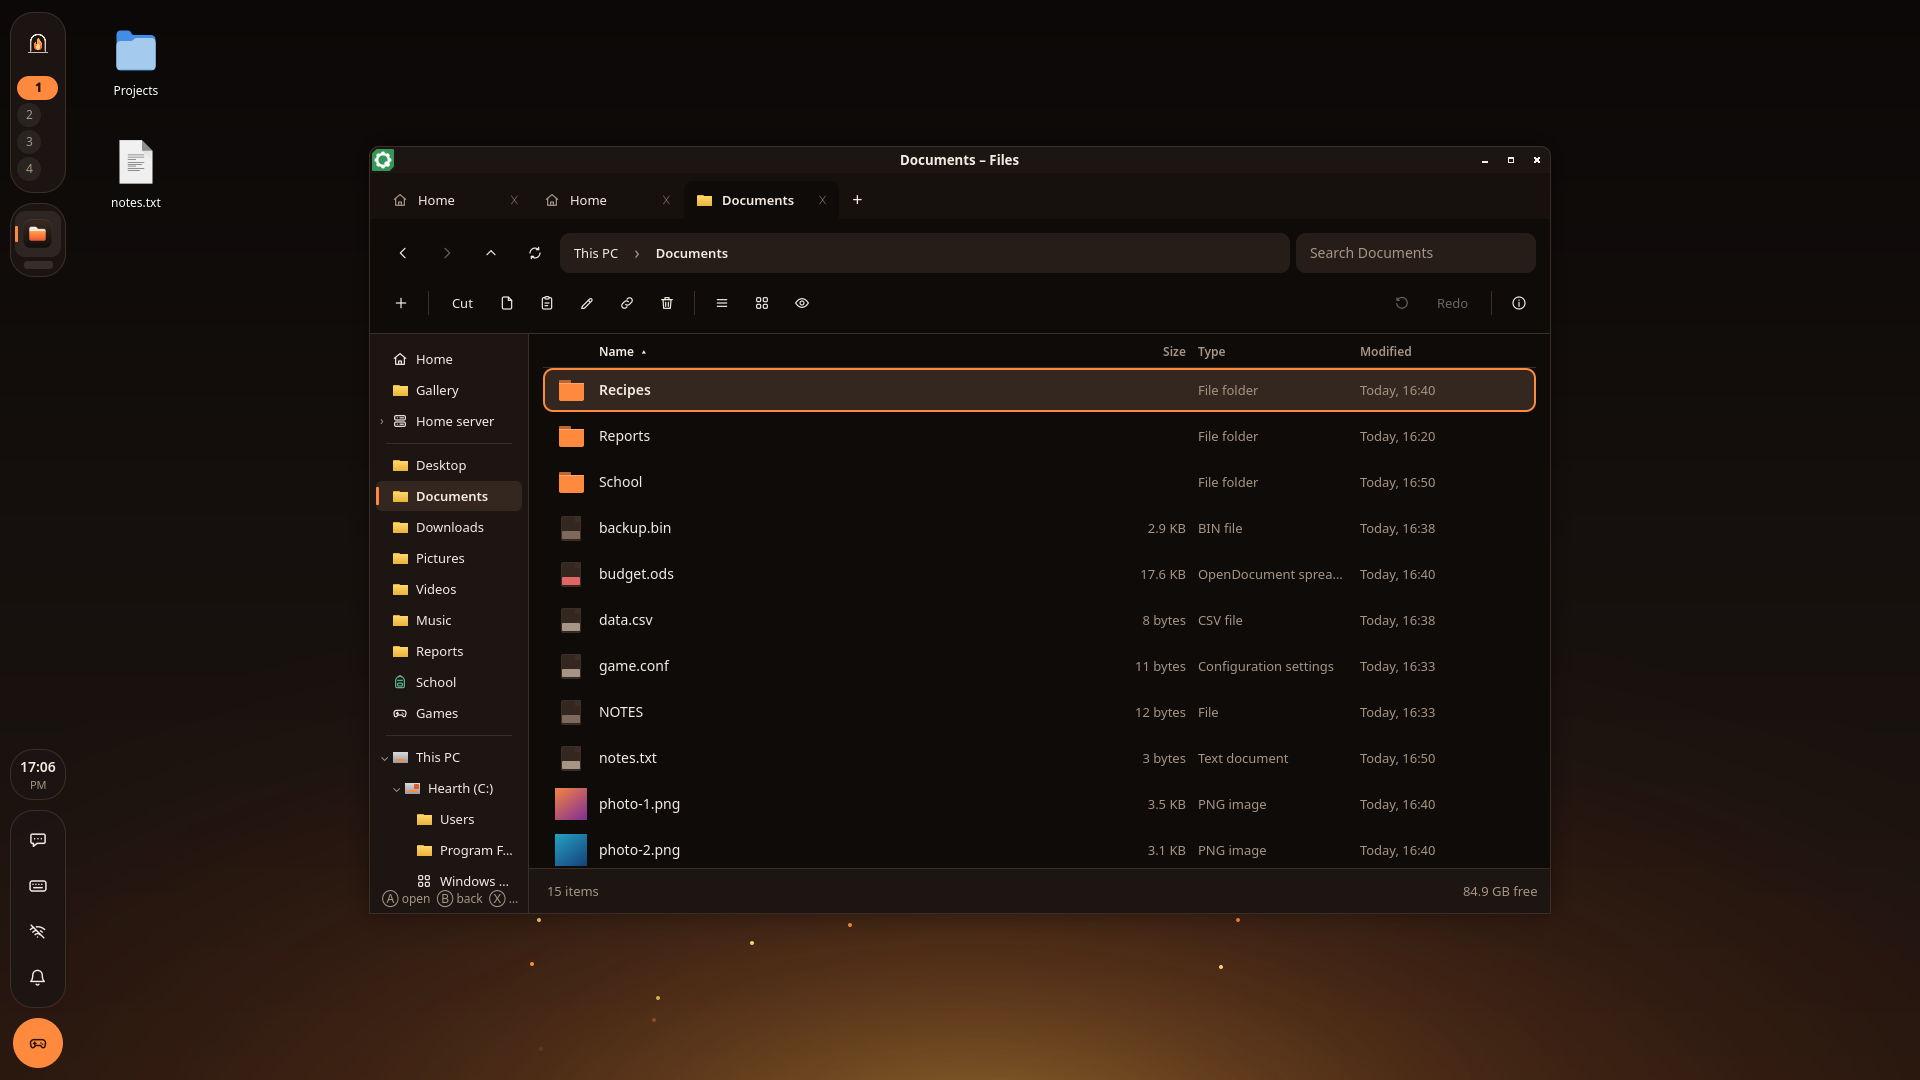 1
2
3
4
17:06
PM
Projects
notes.txt
Documents – Files
Home
Home
Documents
This PC
Documents
Search Documents
Cut
Redo
Home
Gallery
Home server
Desktop
Documents
Downloads
Pictures
Videos
Music
Reports
School
Games
This PC
Hearth (C:)
Users
Program F...
Windows ...
A open B back X ...
Name Size Type Modified
Recipes File folder Today, 16:40
Reports File folder Today, 16:20
School File folder Today, 16:50
backup.bin 2.9 KB BIN file Today, 16:38
budget.ods 17.6 KB OpenDocument sprea... Today, 16:40
data.csv 8 bytes CSV file Today, 16:38
game.conf 11 bytes Configuration settings Today, 16:33
NOTES 12 bytes File Today, 16:33
notes.txt 3 bytes Text document Today, 16:50
photo-1.png 3.5 KB PNG image Today, 16:40
photo-2.png 3.1 KB PNG image Today, 16:40
15 items 84.9 GB free